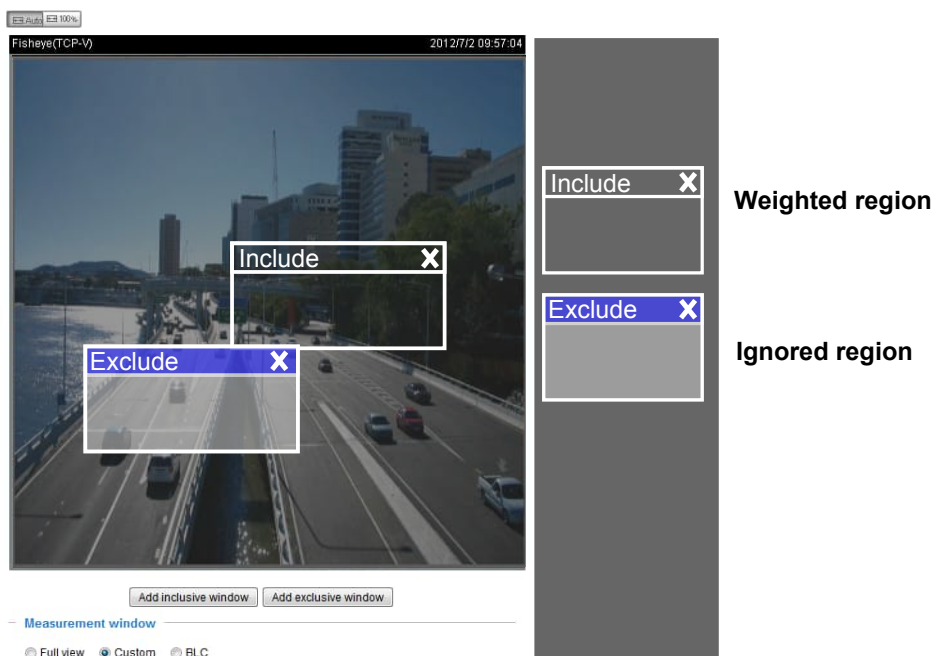 Auto 100%
Fisheye(TCP-V) 2012/7/2 09:57:04
Include
Weighted region
Include
Exclude
Ignored region
Exclude
Add inclusive window Add exclusive window
Measurement window
Full view Custom BLC